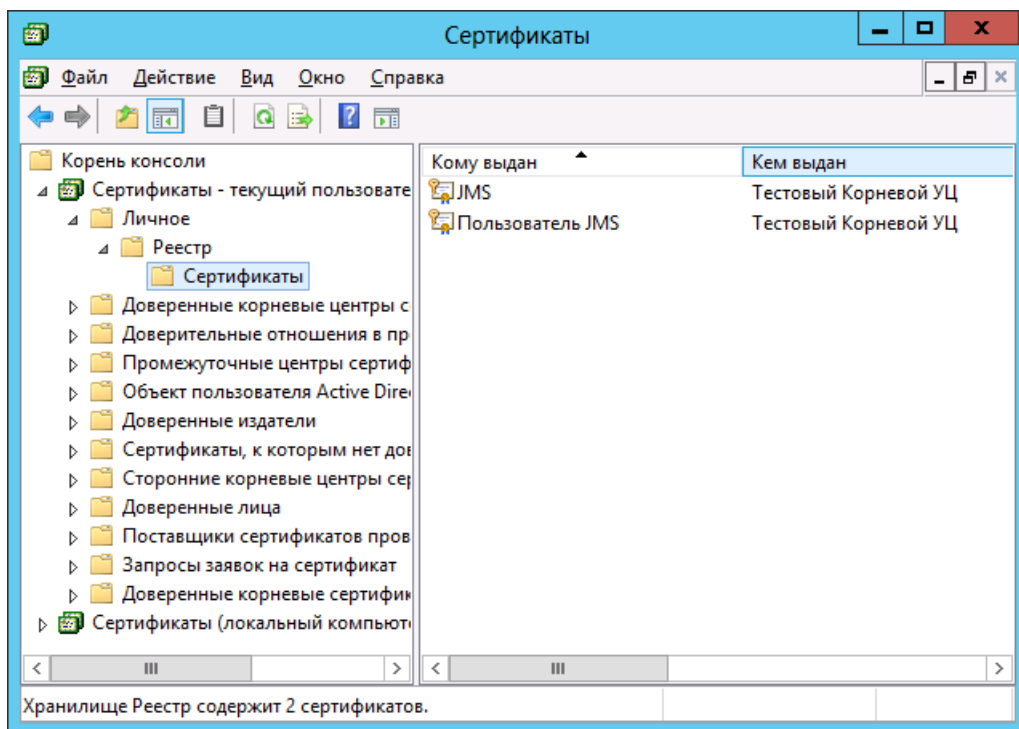 Сертификаты
Файл Действие Вид Окно Справка
Корень консоли
Сертификаты - текущий пользовате
Личное
Реестр
Сертификаты
Доверенные корневые центры с
Доверительные отношения в пр
Промежуточные центры сертиф
Объект пользователя Active Dire
Доверенные издатели
Сертификаты, к которым нет дов
Сторонние корневые центры сер
Доверенные лица
Поставщики сертификатов пров
Запросы заявок на сертификат
Доверенные корневые сертифик
Сертификаты (локальный компьют
Кому выдан Кем выдан
JMS Тестовый Корневой УЦ
Пользователь JMS Тестовый Корневой УЦ
Хранилище Реестр содержит 2 сертификатов.